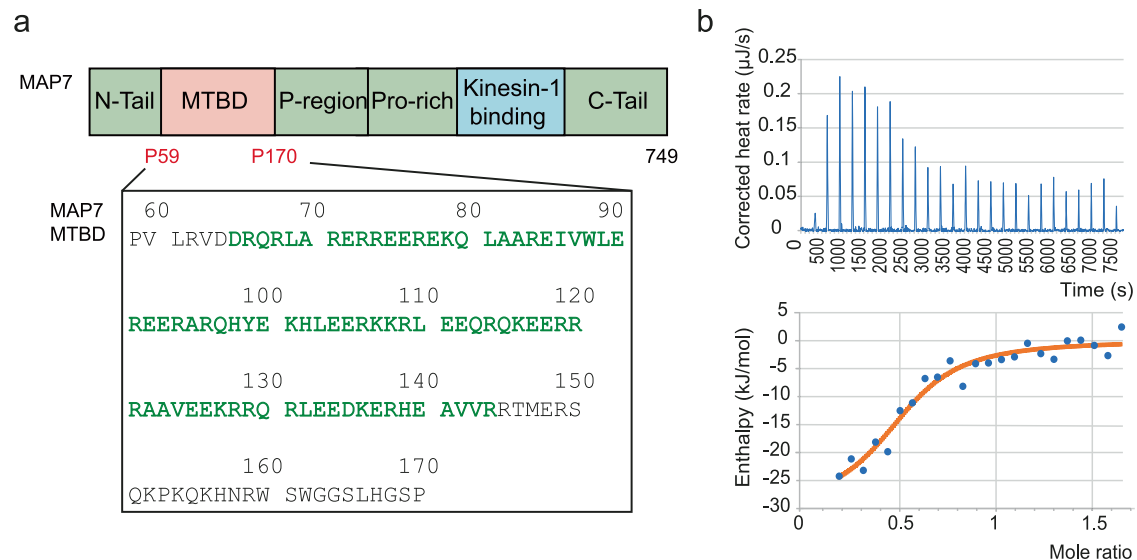 a
MAP7
N-Tail MTBD P-region Pro-rich Kinesin-1 binding C-Tail
P59 P170 749
MAP7
MTBD
60 70 80 90
PV LRVDDRQRLA RERREEREKQ LAAREIVWLE
100 110 120
REERARQHYE KHLEERKKRL EEQRQKEERR
130 140 150
RAAVEEKRRQ RLEEDKERHE AVVRRTMERS
160 170
QKPKQKHNRW SWGGSLHGSP
b
Corrected heat rate (µJ/s)
0.25
0.2
0.15
0.1
0.05
0
0 500 1000 1500 2000 2500 3000 3500 4000 4500 5000 5500 6000 6500 7000 7500
Time (s)
Enthalpy (kJ/mol)
5
0
-5
-10
-15
-20
-25
-30
0 0.5 1 1.5
Mole ratio